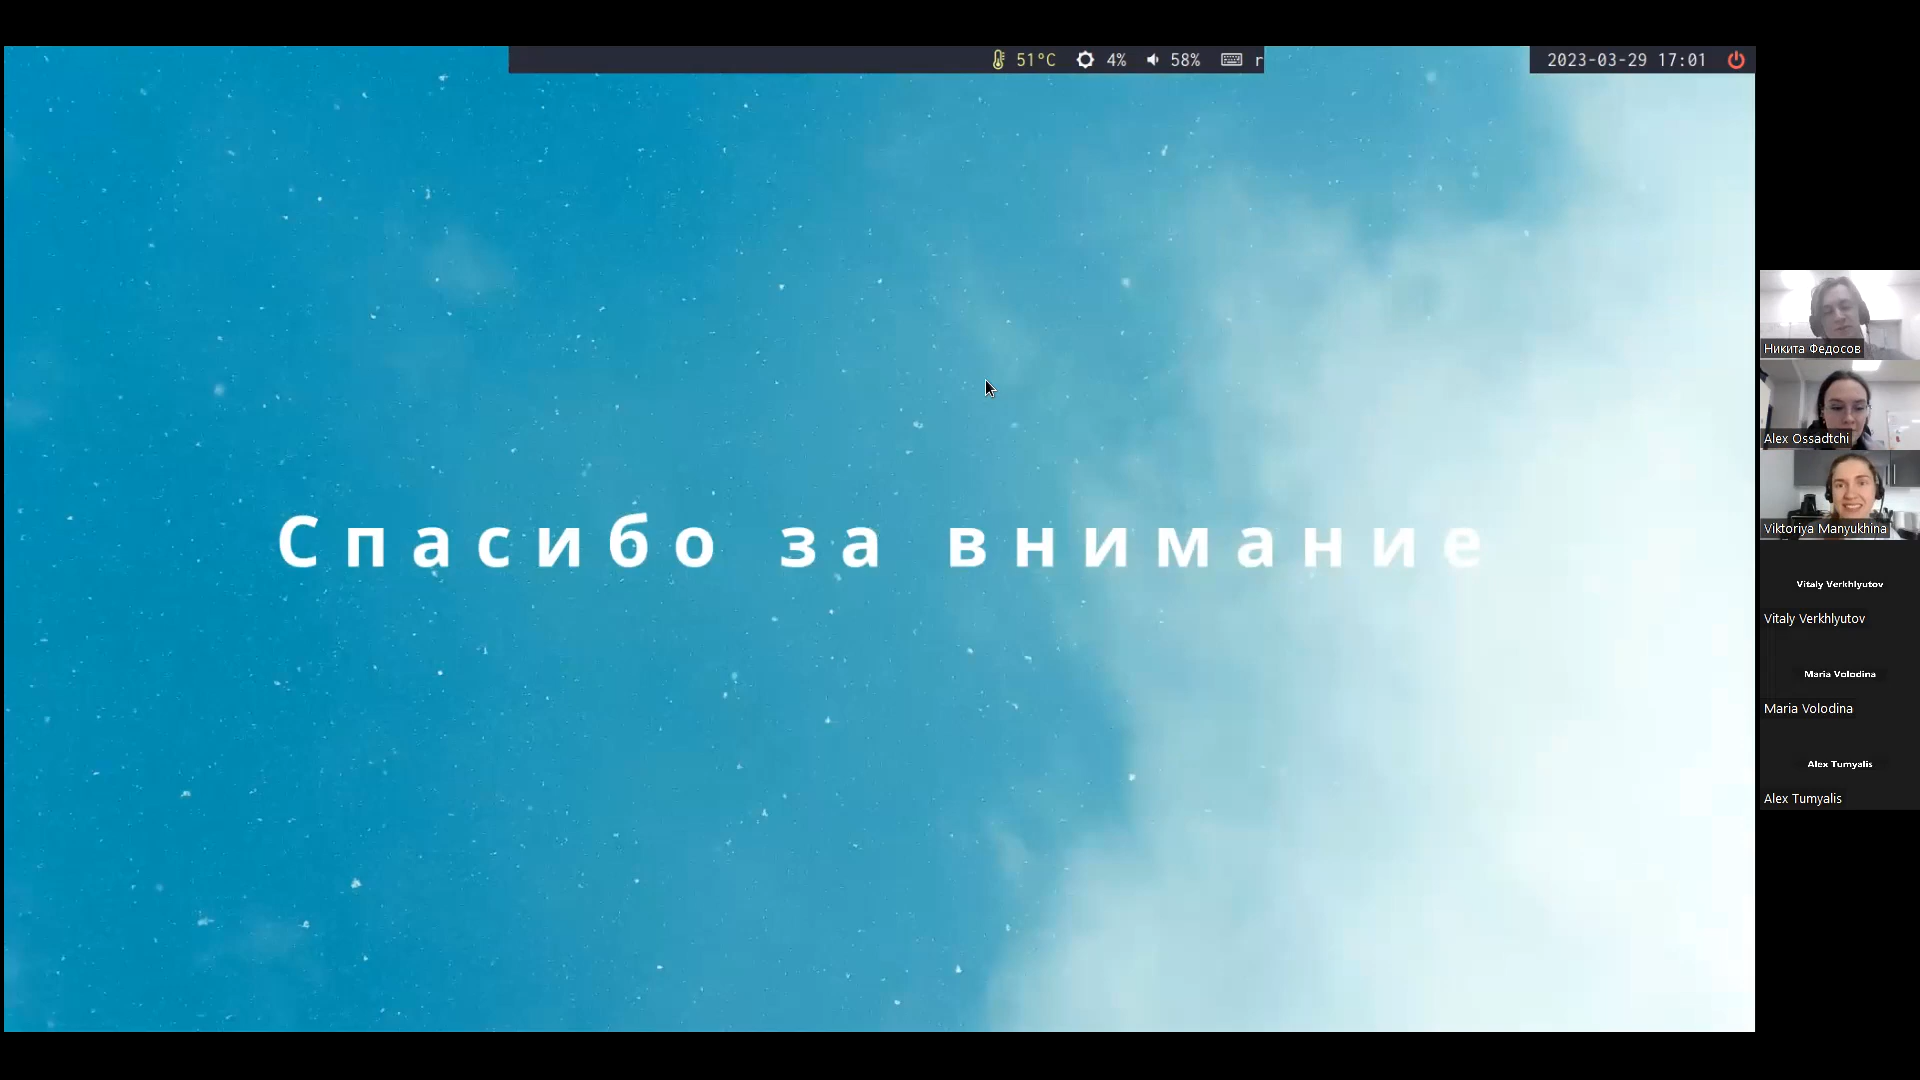 51°C 4% 58% r
2023-03-29 17:01
Спасибо за внимание
Никита Федосов
Alex Ossadtchi
Viktoriya Manyukhina
Vitaly Verkhlyutov
Vitaly Verkhlyutov
Maria Volodina
Maria Volodina
Alex Tumyalis
Alex Tumyalis